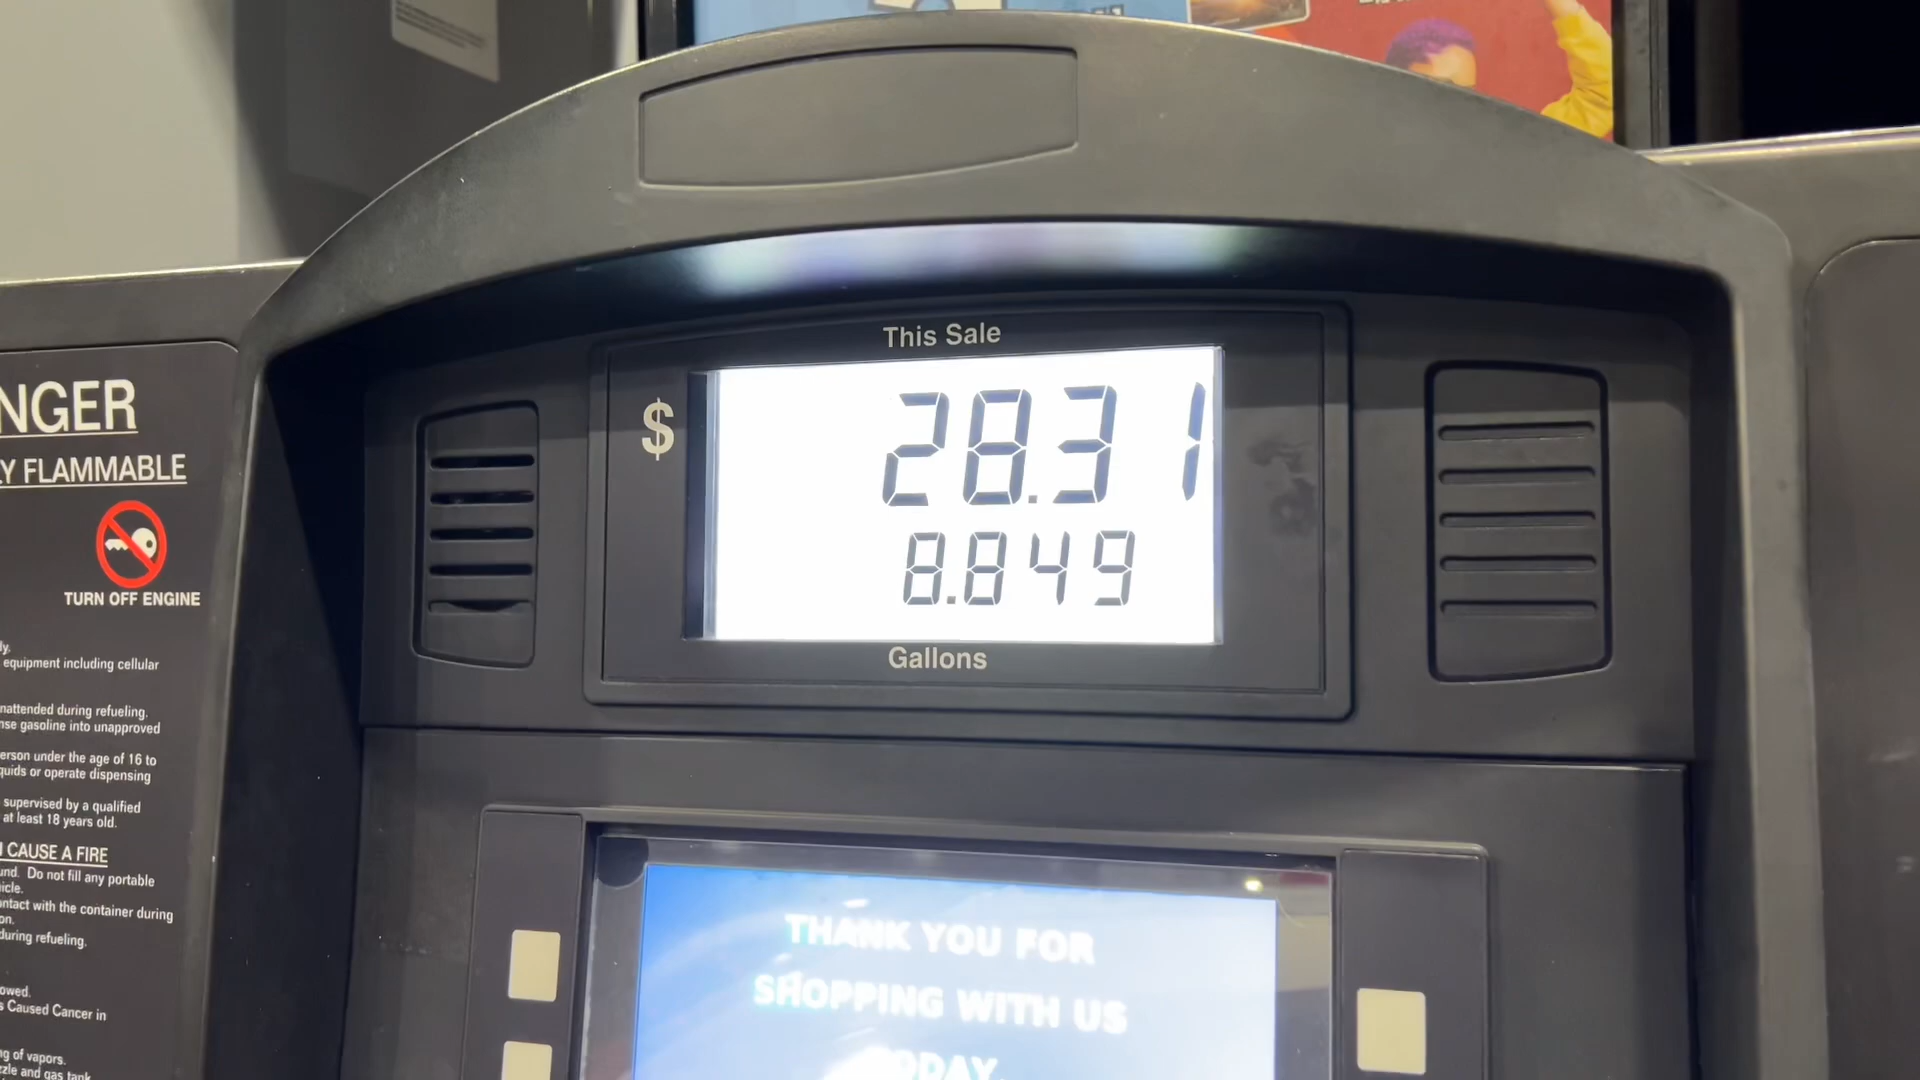 This Sale
$ 28.31
8.849
Gallons
NGER
Y FLAMMABLE
TURN OFF ENGINE
ly.
equipment including cellular
nattended during refueling.
nse gasoline into unapproved
erson under the age of 16 to
quids or operate dispensing
supervised by a qualified
at least 18 years old.
CAUSE A FIRE
und. Do not fill any portable
icle.
ntact with the container during
on.
during refueling.
owed.
s Caused Cancer in
ng of vapors.
zzle and gas tank
THANK YOU FOR
SHOPPING WITH US
TODAY.